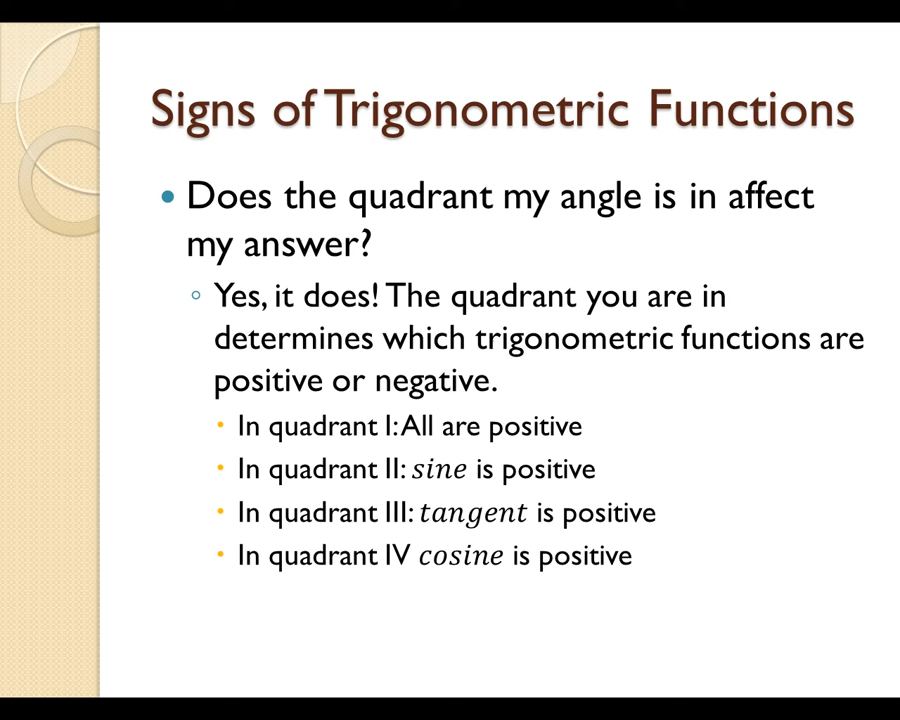 Signs of Trigonometric Functions
• Does the quadrant my angle is in affect
my answer?
◦ Yes, it does! The quadrant you are in
determines which trigonometric functions are
positive or negative.
• In quadrant I: All are positive
• In quadrant II: sine is positive
• In quadrant III: tangent is positive
• In quadrant IV cosine is positive